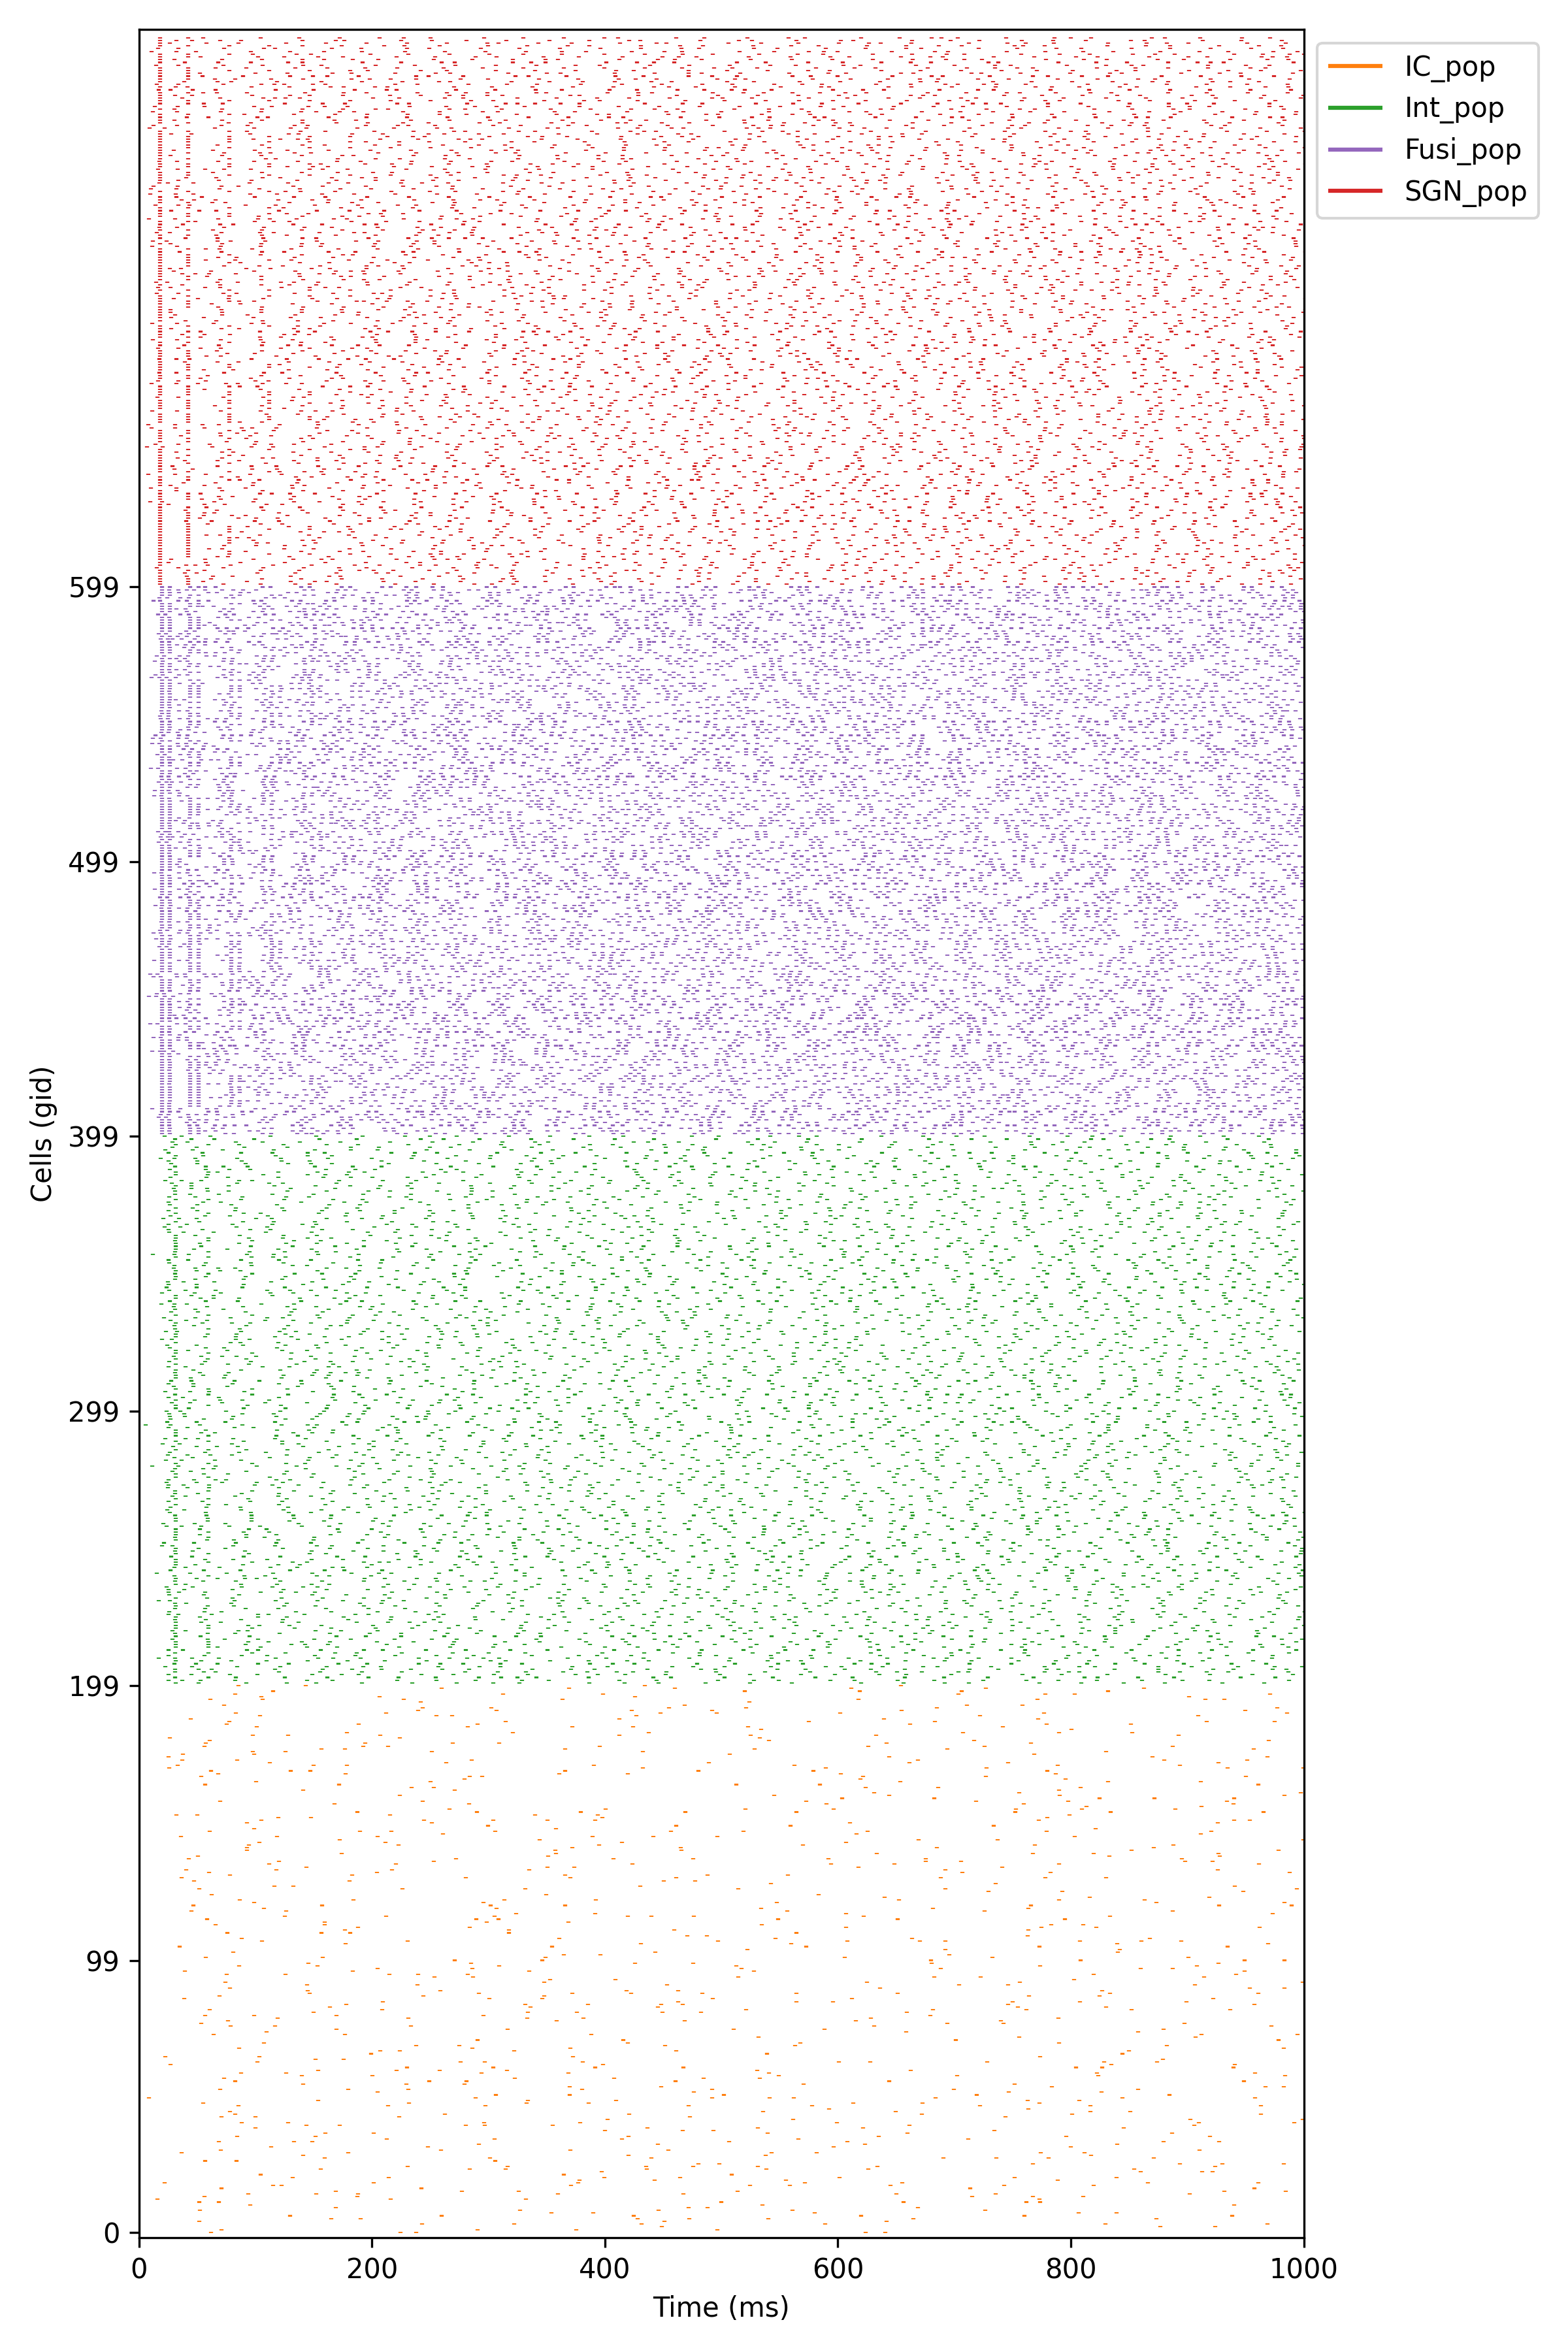 IC_pop
Int_pop
Fusi_pop
SGN_pop
599
499
399
299
199
99
0
Cells (gid)
0 200 400 600 800 1000
Time (ms)